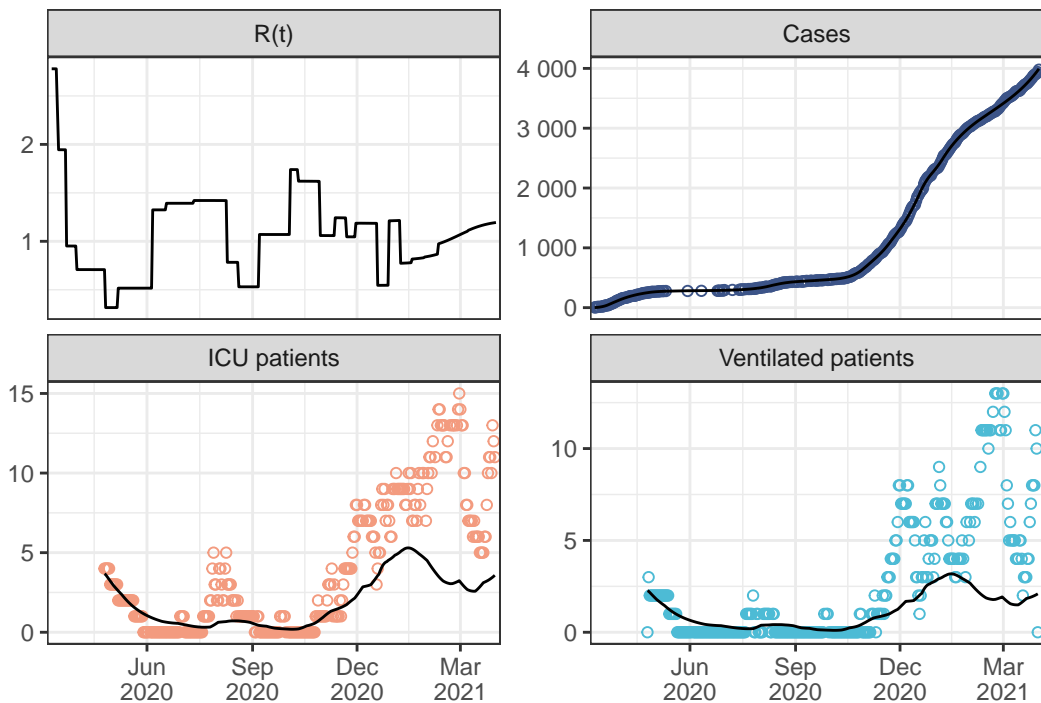 R(t)
Cases
2
1
4 000
3 000
2 000
1 000
0
ICU patients
Ventilated patients
15
10
5
0
10
5
0
Jun Sep Dec Mar
2020 2020 2020 2021
Jun Sep Dec Mar
2020 2020 2020 2021